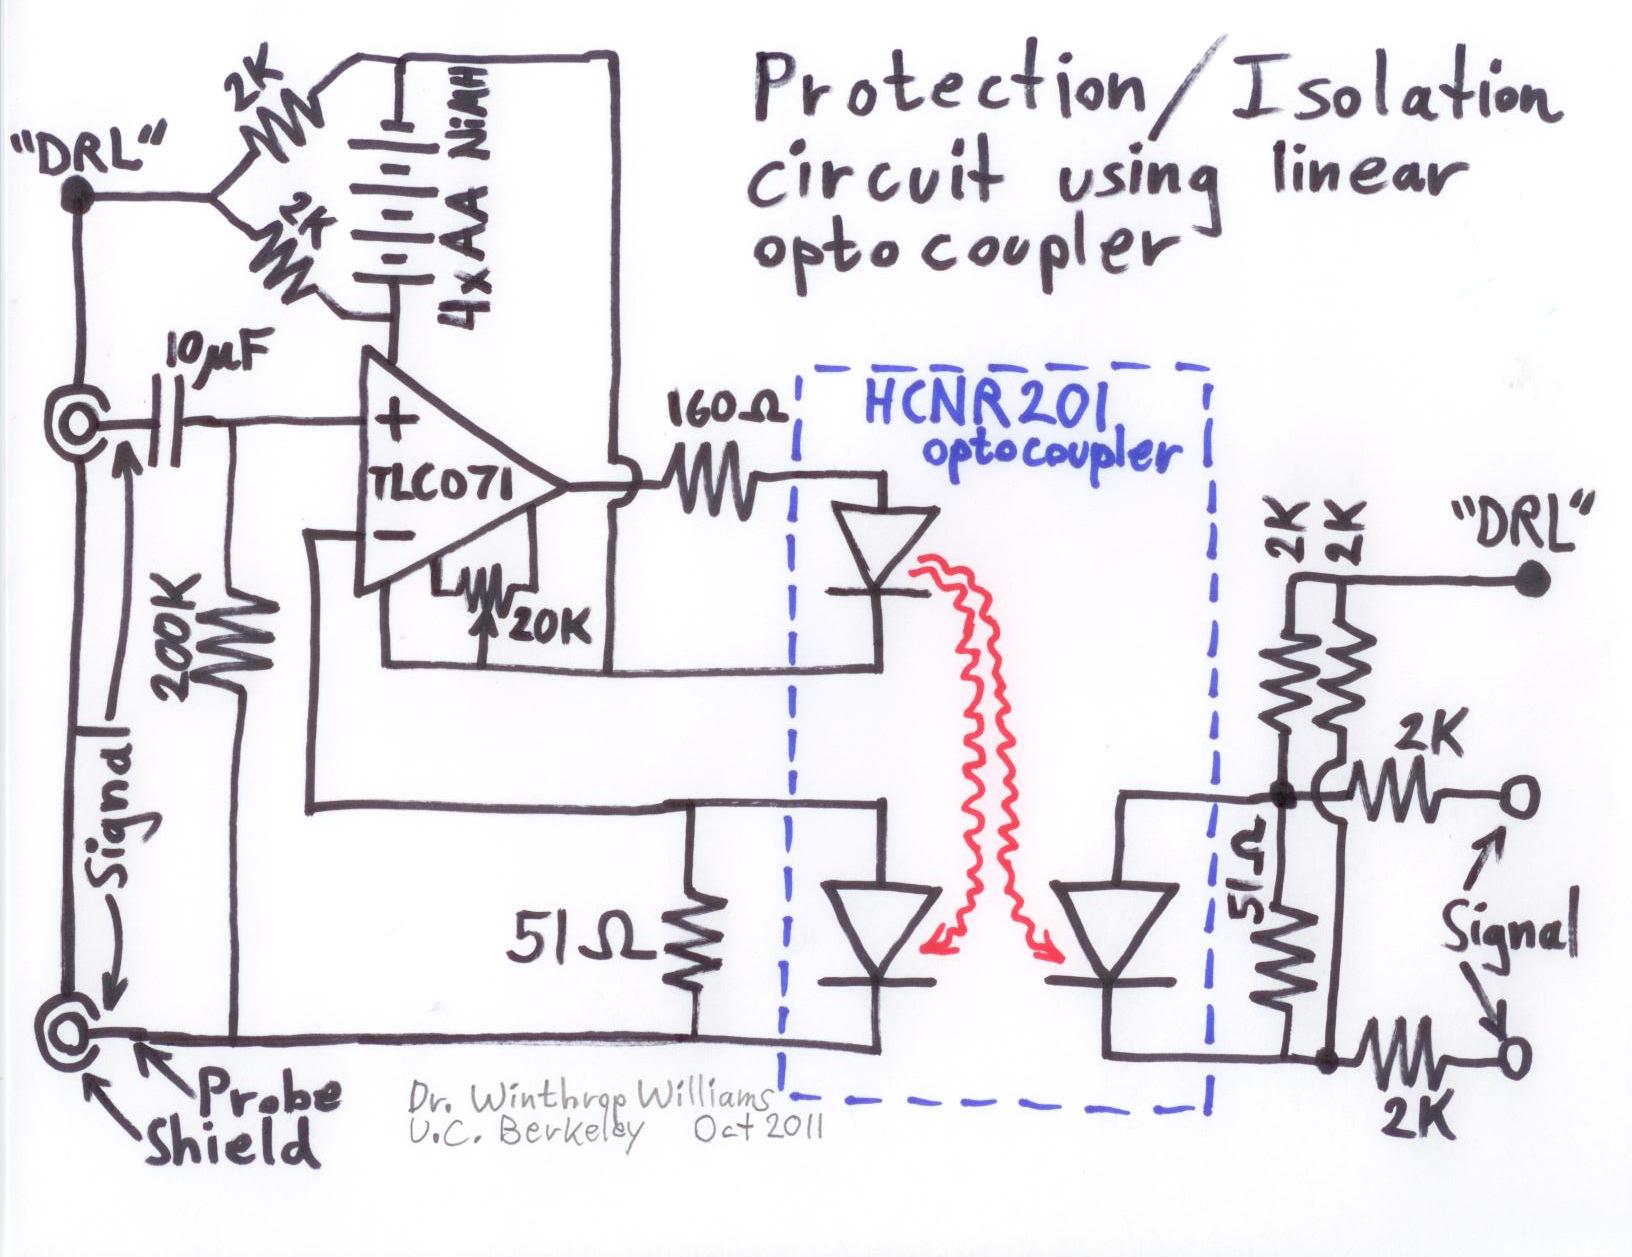 Protection/Isolation
circuit using linear
optocoupler
2K
"DRL"
2K
4xAA NiMH
10µF
+
TLC071
−
160Ω
HCNR201
optocoupler
20K
200K
Signal
51Ω
2K
2K
"DRL"
2K
51Ω
Signal
2K
Probe
Shield
Dr. Winthrop Williams
U.C. Berkeley Oct 2011